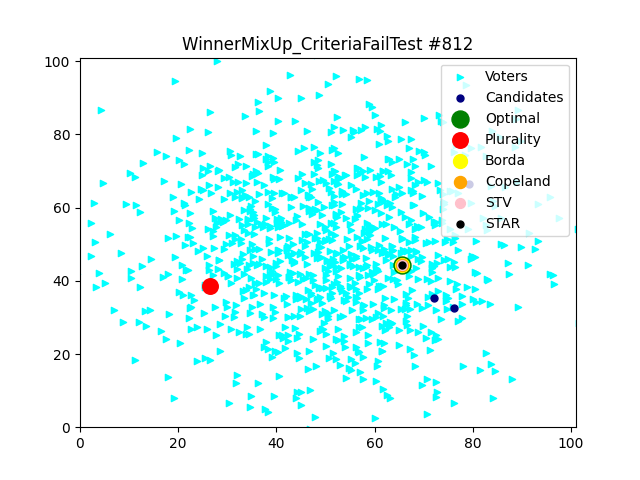 WinnerMixUp_CriteriaFailTest #812
100
80
60
40
20
0
0
20
40
60
80
100
Voters
Candidates
Optimal
Plurality
Borda
Copeland
STV
STAR